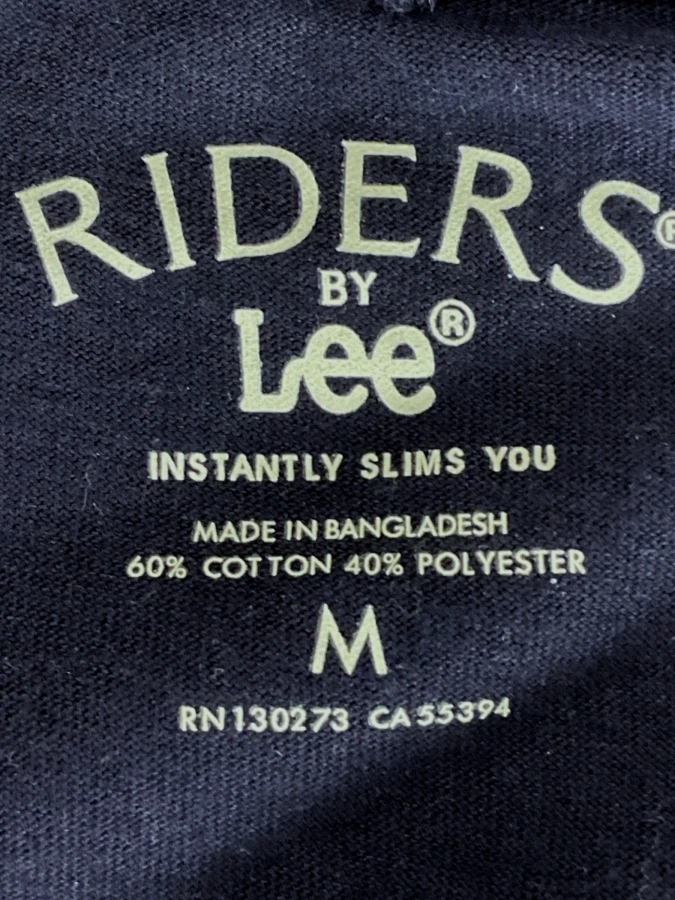 RIDERS®
BY
Lee®
INSTANTLY SLIMS YOU
MADE IN BANGLADESH
60% COTTON 40% POLYESTER
M
RN130273 CA55394